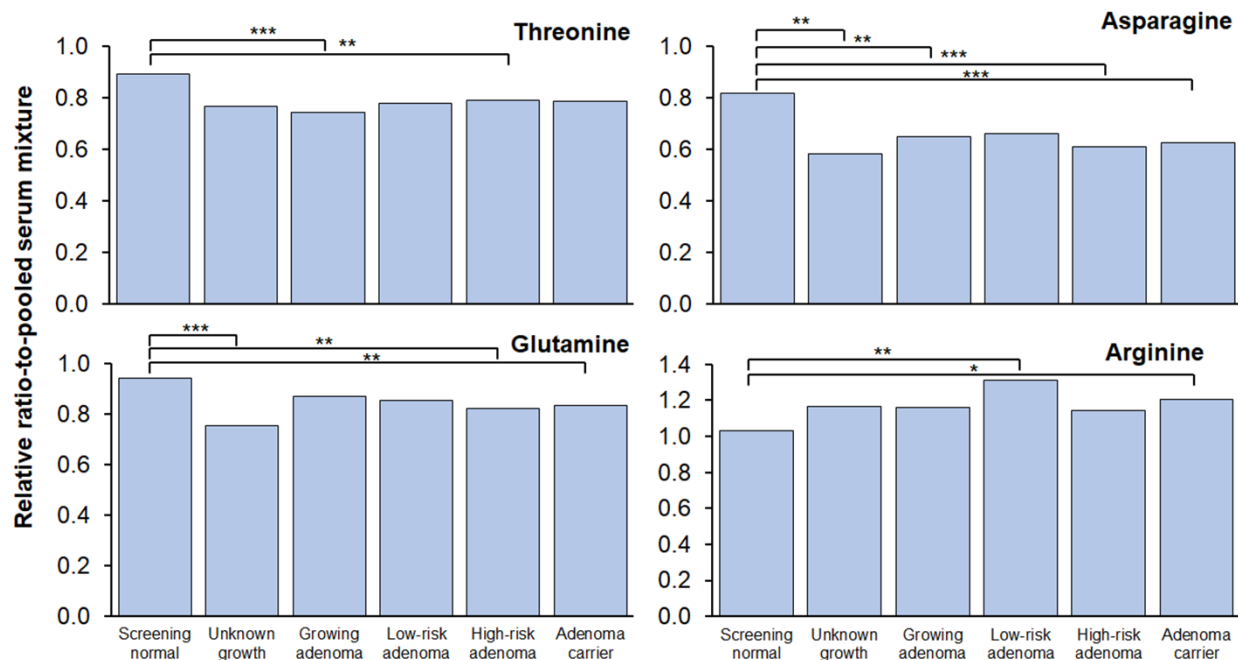 Relative ratio-to-pooled serum mixture
Threonine
***
**
1.0
0.8
0.6
0.4
0.2
0.0
Asparagine
**
**
***
***
1.0
0.8
0.6
0.4
0.2
0.0
Glutamine
***
**
**
1.0
0.8
0.6
0.4
0.2
0.0
Screening normal
Unknown growth
Growing adenoma
Low-risk adenoma
High-risk adenoma
Adenoma carrier
Arginine
**
*
1.4
1.2
1.0
0.8
0.6
0.4
0.2
0.0
Screening normal
Unknown growth
Growing adenoma
Low-risk adenoma
High-risk adenoma
Adenoma carrier